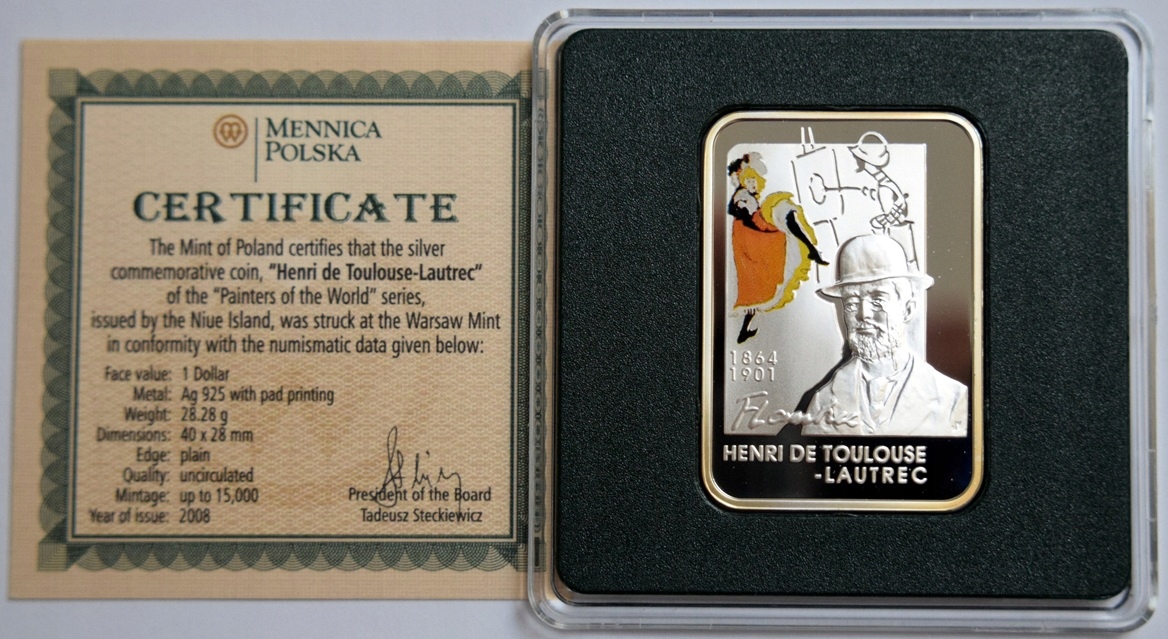 MENNICA
POLSKA
CERTIFICATE
The Mint of Poland certifies that the silver
commemorative coin, "Henri de Toulouse-Lautrec"
of the "Painters of the World" series,
issued by the Niue Island, was struck at the Warsaw Mint
in conformity with the numismatic data given below:
Face value: 1 Dollar
Metal: Ag 925 with pad printing
Weight: 28.28 g
Dimensions: 40 x 28 mm
Edge: plain
Quality: uncirculated
Mintage: up to 15,000
Year of issue: 2008
President of the Board
Tadeusz Steckiewicz
1864
1901
HENRI DE TOULOUSE
-LAUTREC